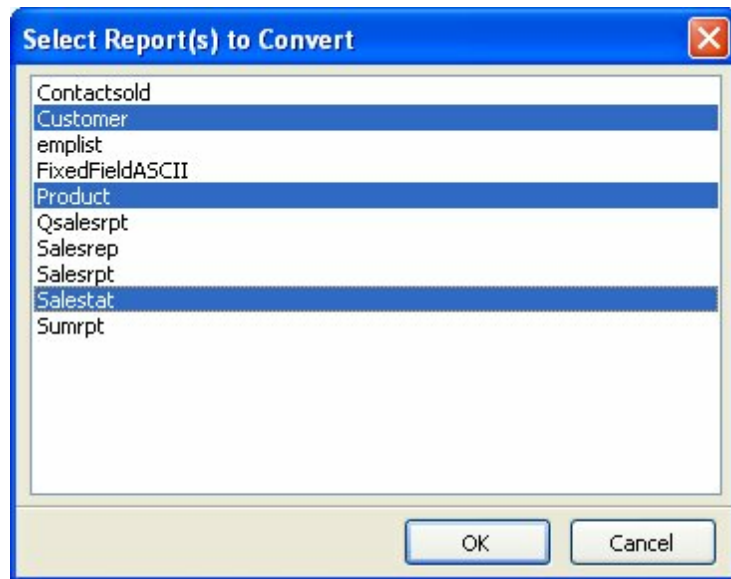 Select Report(s) to Convert
Contactsold
Customer
emplist
FixedFieldASCII
Product
Qsalesrpt
Salesrep
Salesrpt
Salestat
Sumrpt
OK Cancel